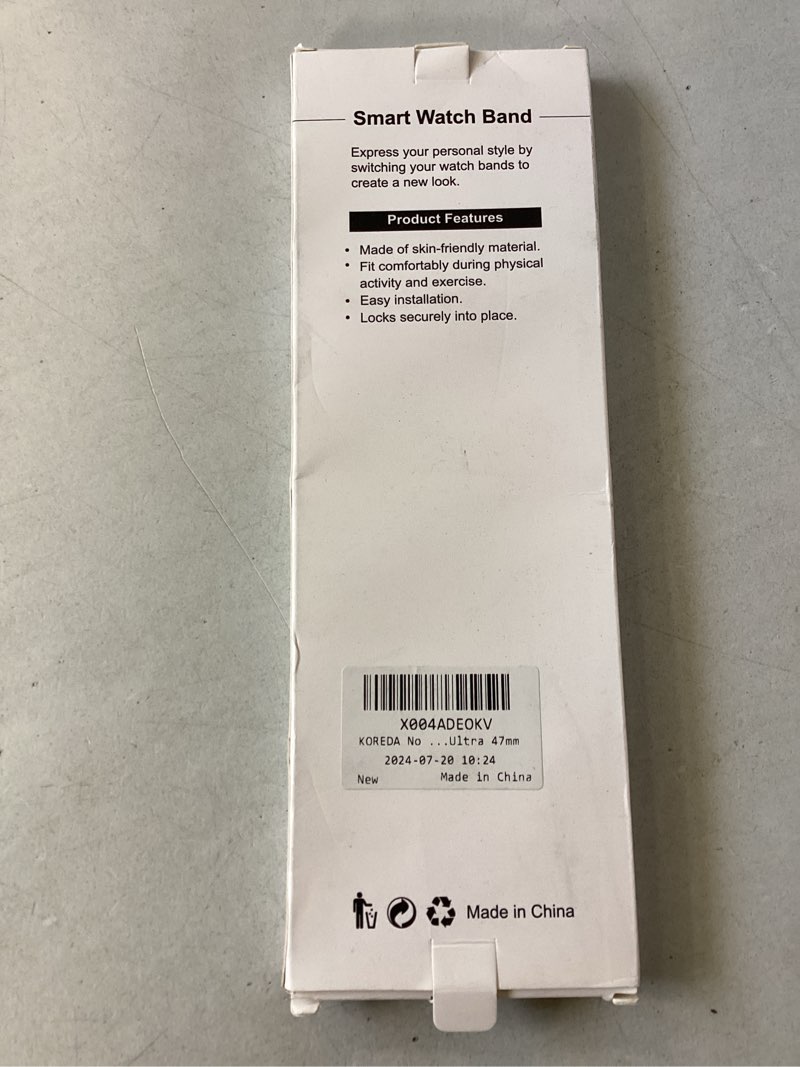 Smart Watch Band
Express your personal style by
switching your watch bands to
create a new look.
Product Features
• Made of skin-friendly material.
• Fit comfortably during physical
activity and exercise.
• Easy installation.
• Locks securely into place.
X004ADEOKV
KOREDA No ...Ultra 47mm
2024-07-20 10:24
New Made in China
Made in China